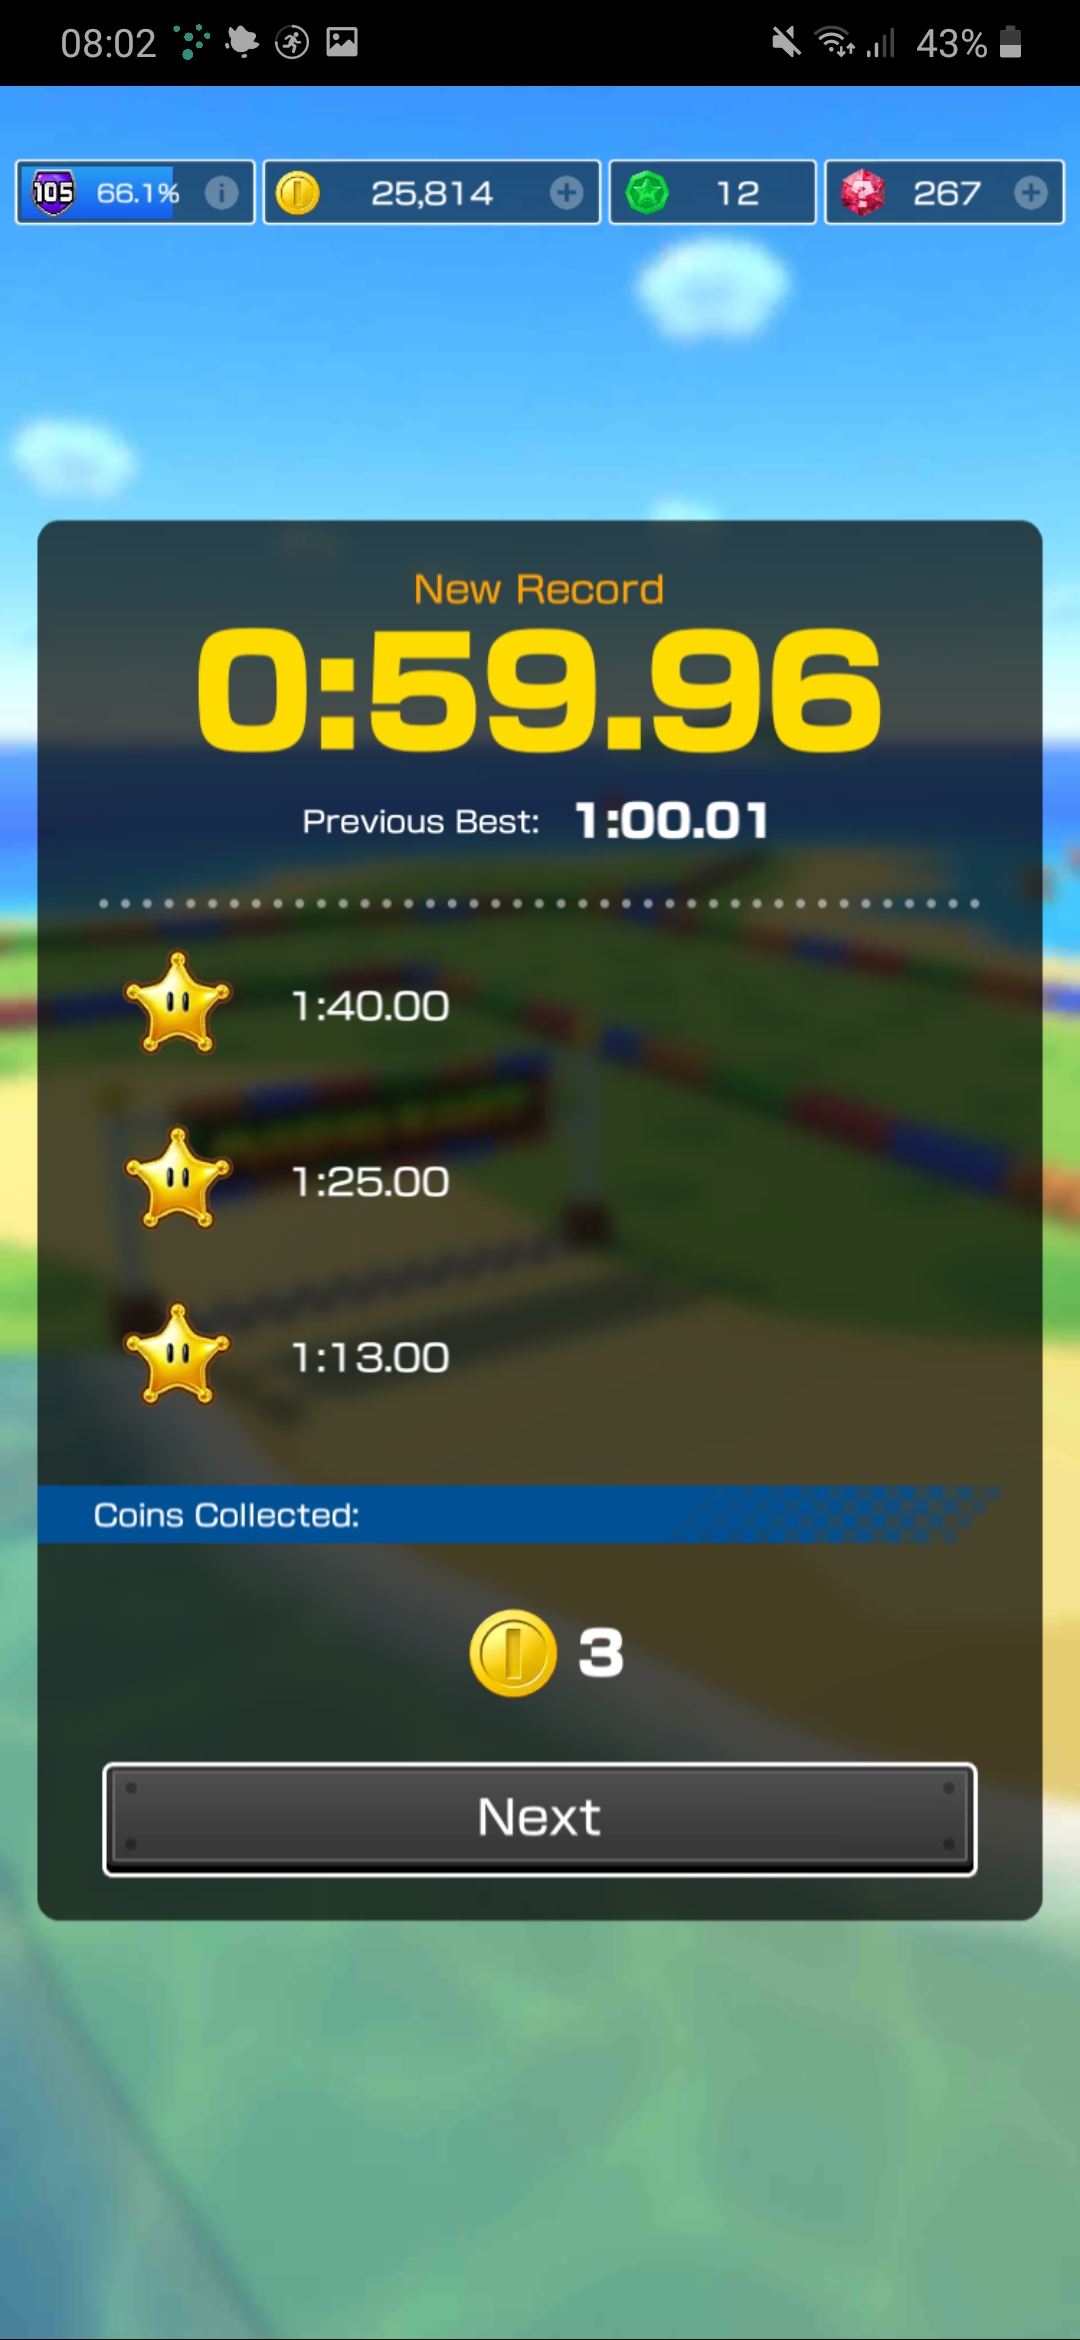 08:02 43%
105 66.1% i 25,814 + 12 267 +
New Record
0:59.96
Previous Best: 1:00.01
1:40.00
1:25.00
1:13.00
Coins Collected:
3
Next